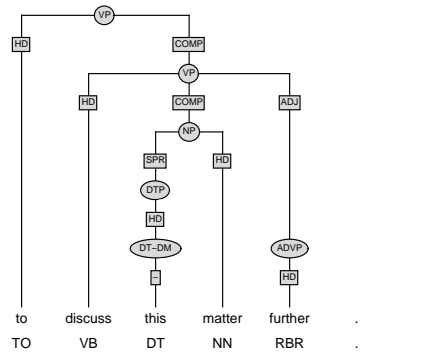 VP
HD COMP
VP
HD COMP ADJ
NP
SPR HD
DTP
HD
DT–DM ADVP
– HD
to discuss this matter further .
TO VB DT NN RBR .